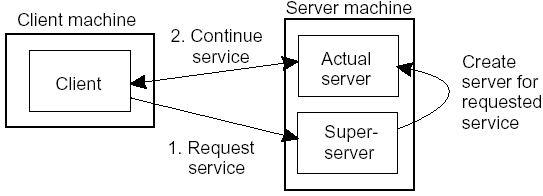 Client machine
Server machine
2. Continue
service
Client
Actual
server
Create
server for
requested
service
1. Request
service
Super-
server